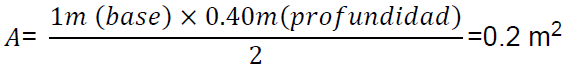 A= 1m (base) × 0.40m(profundidad) / 2 =0.2 m²